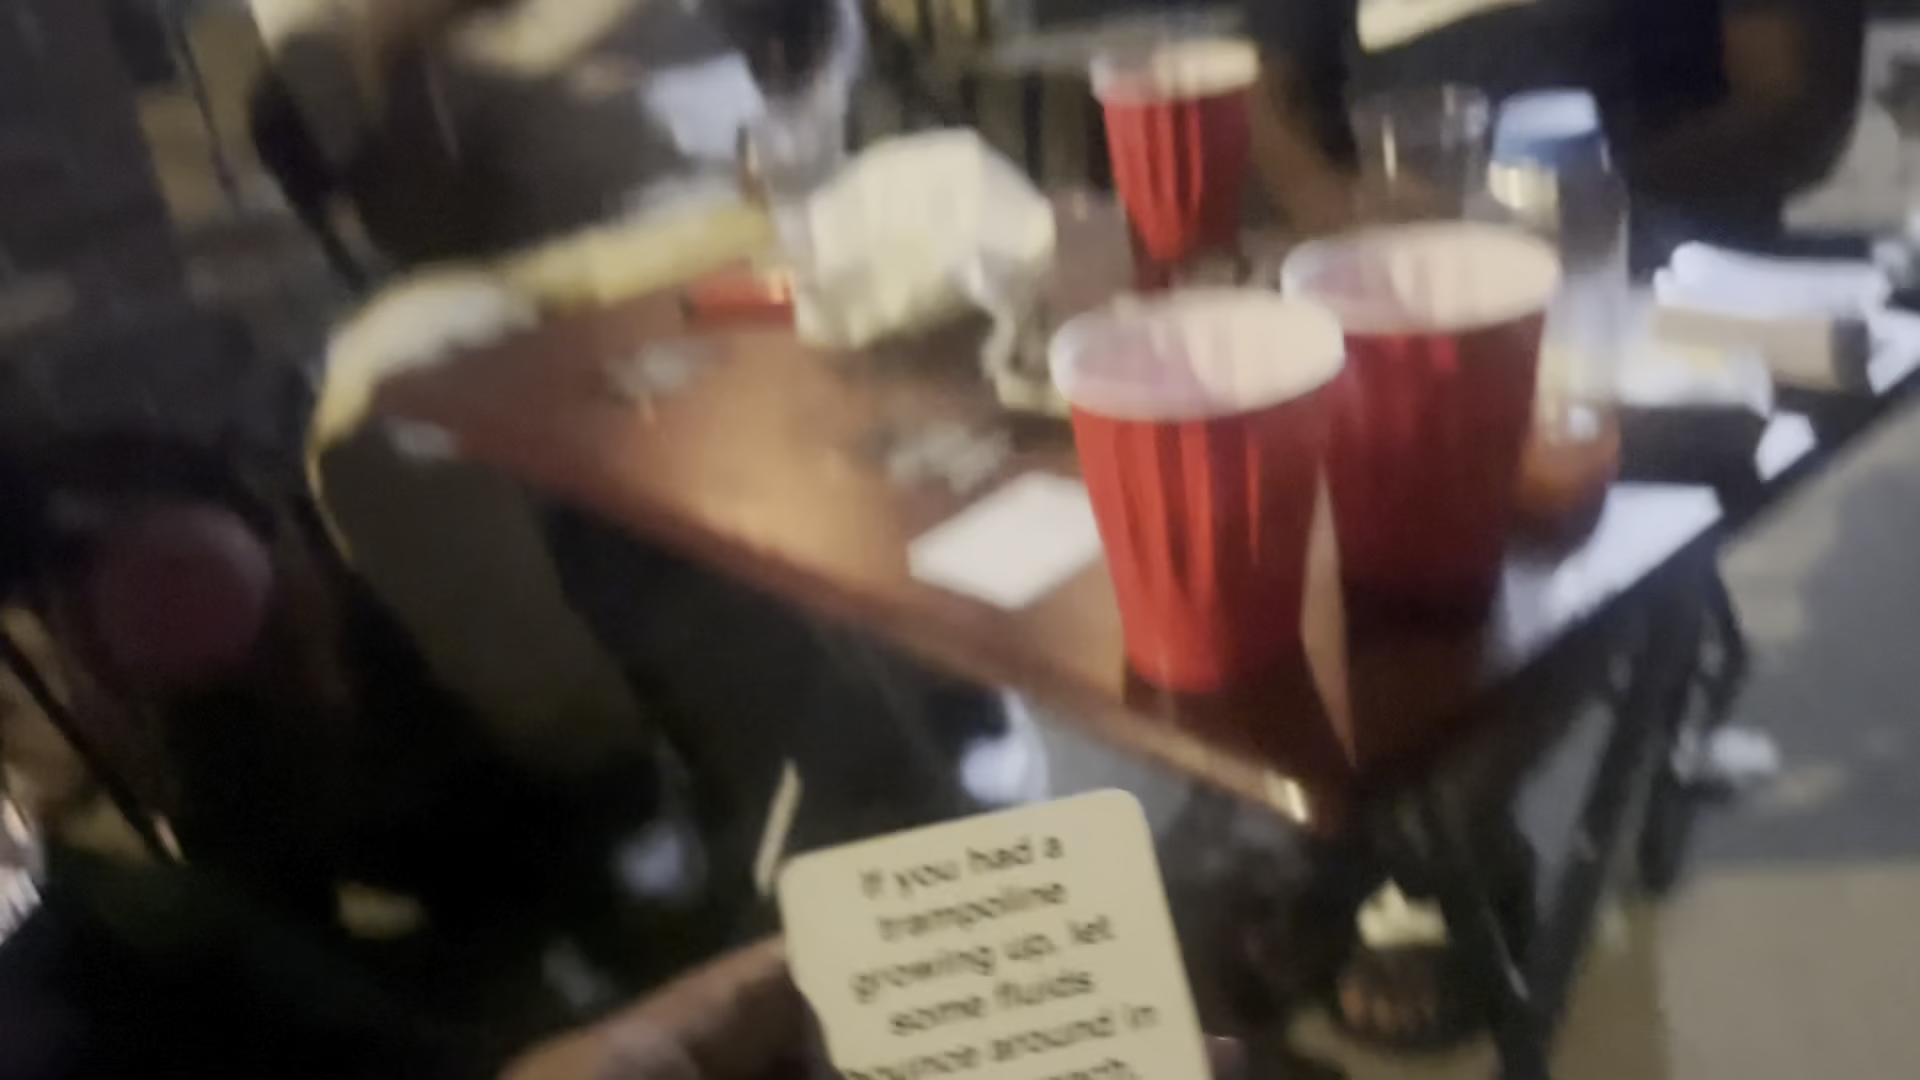 If you had a
trampoline
growing up, let
some fluids
bounce around in